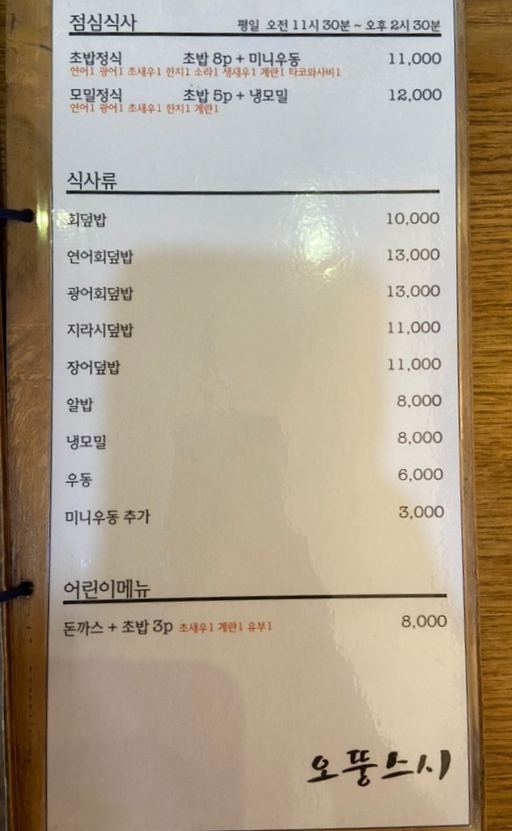 점심식사 평일 오전 11시 30분 ~ 오후 2시 30분
초밥정식 초밥 8p + 미니우동 11,000
연어1 광어1 초새우1 한치1 소라1 생새우1 계란1 타코와사비1
모밀정식 초밥 5p + 냉모밀 12,000
연어1 광어1 초새우1 한치1 계란1
식사류
회덮밥 10,000
연어회덮밥 13,000
광어회덮밥 13,000
지라시덮밥 11,000
장어덮밥 11,000
알밥 8,000
냉모밀 8,000
우동 6,000
미니우동 추가 3,000
어린이메뉴
돈까스 + 초밥 3p 초새우1 계란1 유부1 8,000
오뚱스시